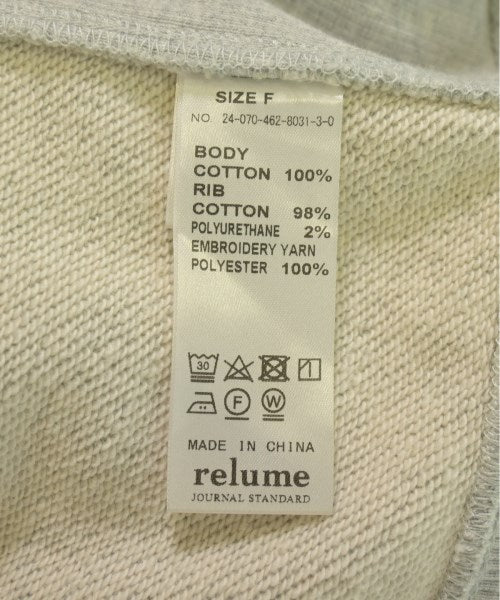 SIZE F
NO. 24-070-462-8031-3-0
BODY
COTTON 100%
RIB
COTTON 98%
POLYURETHANE 2%
EMBROIDERY YARN
POLYESTER 100%
30
F W
MADE IN CHINA
relume
JOURNAL STANDARD